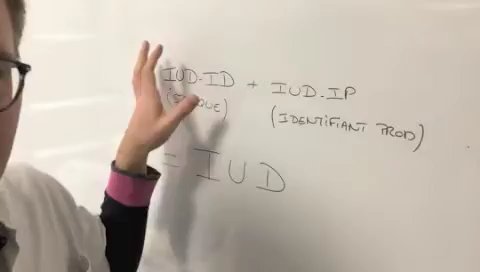 IUD-ID + IUD-IP
(IDENTIFIANT PROD)
= IUD